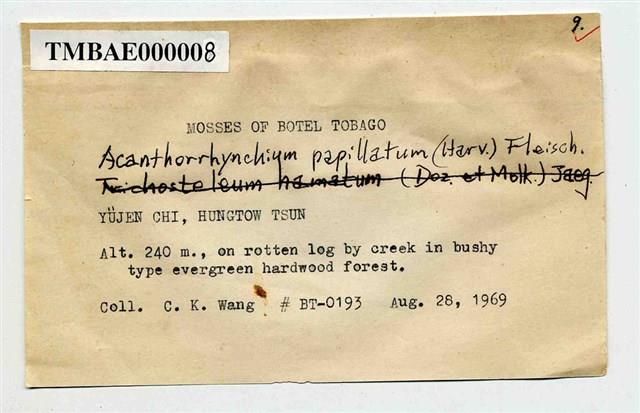 9.
TMBAE000008
MOSSES OF BOTEL TOBAGO
Acanthorrhynchium papillatum (Harv.) Fleisch.
Trichosteleum hamatum (Doz. et Molk.) Jaeg.
YÜJEN CHI, HUNGTOW TSUN
Alt. 240 m., on rotten log by creek in bushy
type evergreen hardwood forest.
Coll. C. K. Wang # BT-0193 Aug. 28, 1969